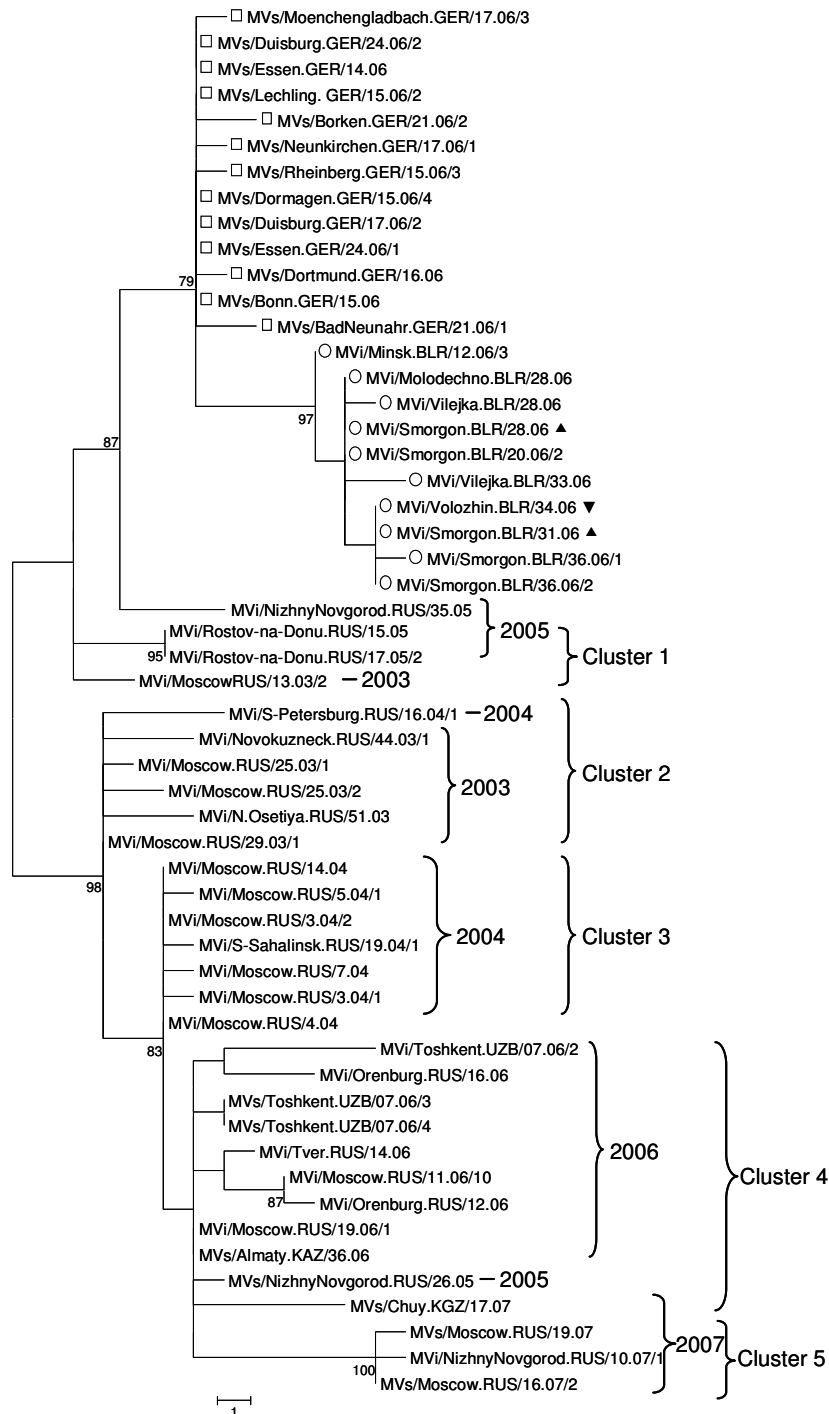 MVs/Moenchengladbach.GER/17.06/3
MVs/Duisburg.GER/24.06/2
MVs/Essen.GER/14.06
MVs/Lechling. GER/15.06/2
MVs/Borken.GER/21.06/2
MVs/Neunkirchen.GER/17.06/1
MVs/Rheinberg.GER/15.06/3
MVs/Dormagen.GER/15.06/4
MVs/Duisburg.GER/17.06/2
MVs/Essen.GER/24.06/1
MVs/Dortmund.GER/16.06
79
MVs/Bonn.GER/15.06
MVs/BadNeunahr.GER/21.06/1
MVi/Minsk.BLR/12.06/3
MVi/Molodechno.BLR/28.06
MVi/Vilejka.BLR/28.06
97
MVi/Smorgon.BLR/28.06 ▲
87
MVi/Smorgon.BLR/20.06/2
MVi/Vilejka.BLR/33.06
MVi/Volozhin.BLR/34.06 ▼
MVi/Smorgon.BLR/31.06 ▲
MVi/Smorgon.BLR/36.06/1
MVi/Smorgon.BLR/36.06/2
MVi/NizhnyNovgorod.RUS/35.05
MVi/Rostov-na-Donu.RUS/15.05
2005
95
MVi/Rostov-na-Donu.RUS/17.05/2
Cluster 1
MVi/MoscowRUS/13.03/2 – 2003
MVi/S-Petersburg.RUS/16.04/1 – 2004
MVi/Novokuzneck.RUS/44.03/1
MVi/Moscow.RUS/25.03/1
Cluster 2
MVi/Moscow.RUS/25.03/2
2003
MVi/N.Osetiya.RUS/51.03
MVi/Moscow.RUS/29.03/1
MVi/Moscow.RUS/14.04
98
MVi/Moscow.RUS/5.04/1
MVi/Moscow.RUS/3.04/2
2004
Cluster 3
MVi/S-Sahalinsk.RUS/19.04/1
MVi/Moscow.RUS/7.04
MVi/Moscow.RUS/3.04/1
MVi/Moscow.RUS/4.04
83
MVi/Toshkent.UZB/07.06/2
MVi/Orenburg.RUS/16.06
MVs/Toshkent.UZB/07.06/3
MVs/Toshkent.UZB/07.06/4
MVi/Tver.RUS/14.06
2006
MVi/Moscow.RUS/11.06/10
Cluster 4
87
MVi/Orenburg.RUS/12.06
MVi/Moscow.RUS/19.06/1
MVs/Almaty.KAZ/36.06
MVs/NizhnyNovgorod.RUS/26.05 – 2005
MVs/Chuy.KGZ/17.07
MVs/Moscow.RUS/19.07
2007
MVi/NizhnyNovgorod.RUS/10.07/1
Cluster 5
100
MVs/Moscow.RUS/16.07/2
1